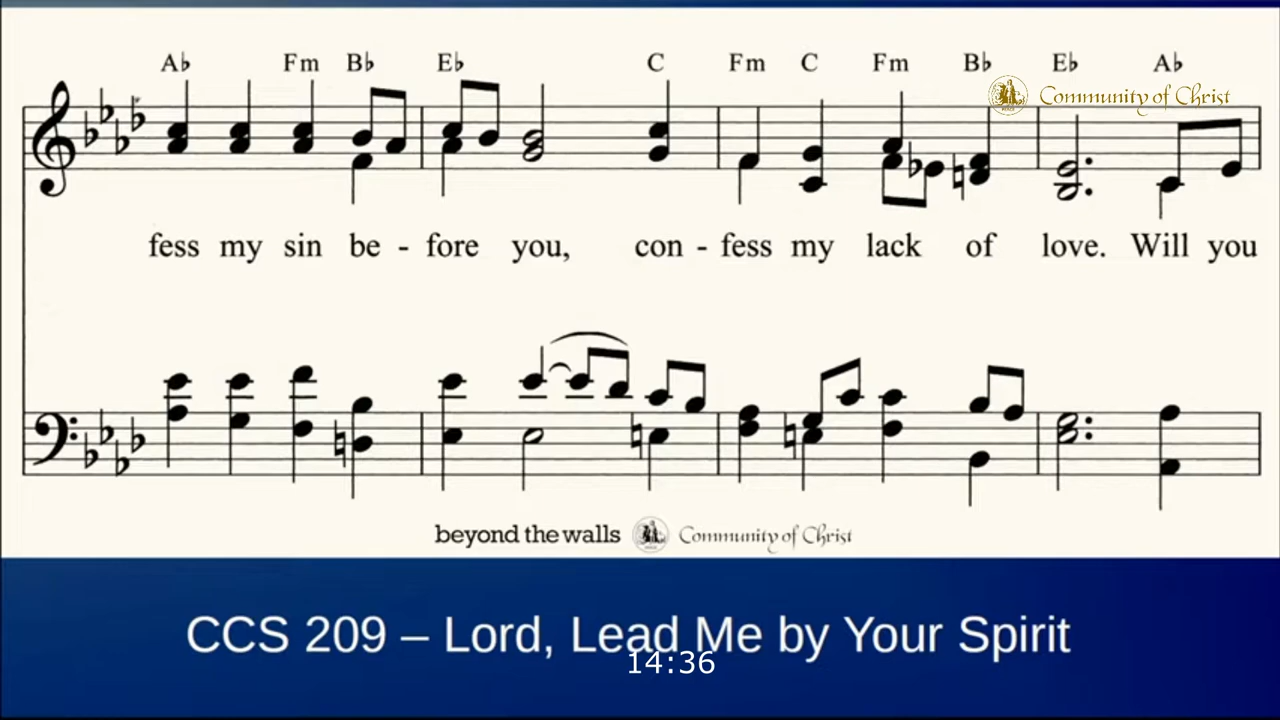 A♭ Fm B♭ E♭ C Fm C Fm B♭ E♭ A♭
Community of Christ
fess my sin be - fore you, con - fess my lack of love. Will you
beyond the walls Community of Christ
CCS 209 – Lord, Lead Me by Your Spirit
14:36